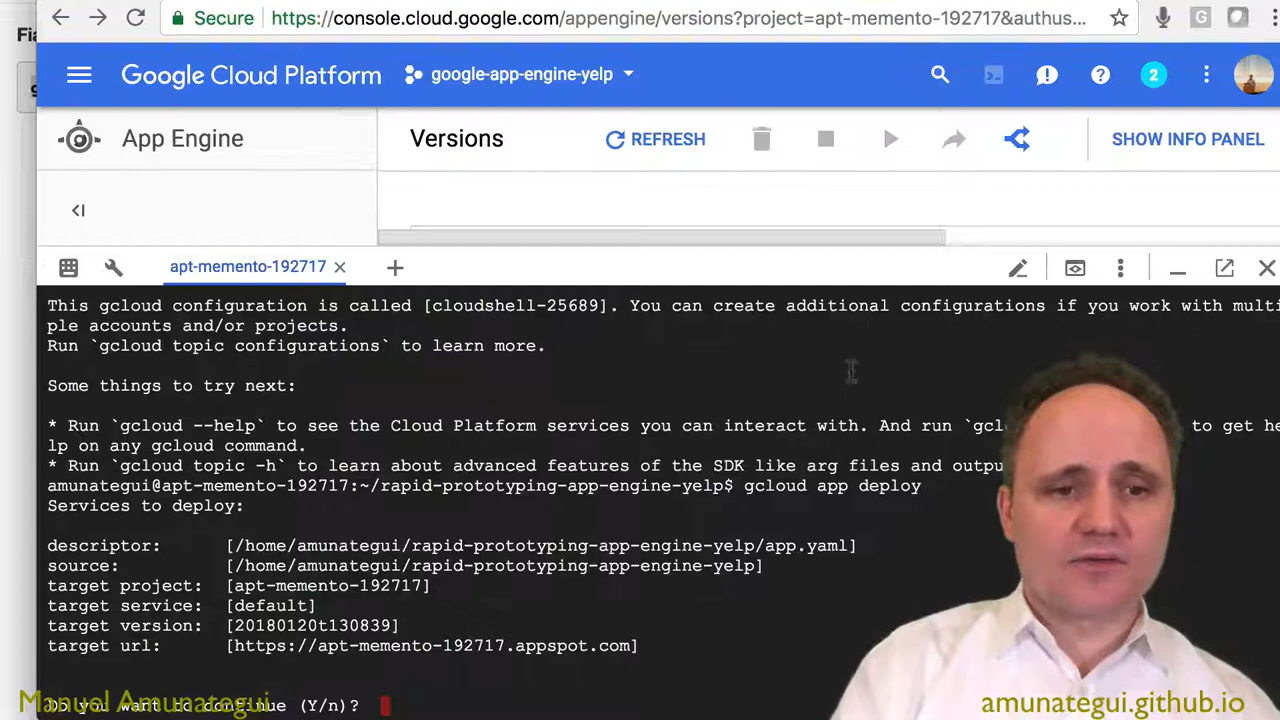 Secure https://console.cloud.google.com/appengine/versions?project=apt-memento-192717&authus...
Google Cloud Platform google-app-engine-yelp 2
App Engine Versions REFRESH SHOW INFO PANEL
apt-memento-192717
This gcloud configuration is called [cloudshell-25689]. You can create additional configurations if you work with multi
ple accounts and/or projects.
Run `gcloud topic configurations` to learn more.
Some things to try next:
* Run `gcloud --help` to see the Cloud Platform services you can interact with. And run `gcl to get he
lp on any gcloud command.
* Run `gcloud topic -h` to learn about advanced features of the SDK like arg files and outpu
amunategui@apt-memento-192717:~/rapid-prototyping-app-engine-yelp$ gcloud app deploy
Services to deploy:
descriptor: [/home/amunategui/rapid-prototyping-app-engine-yelp/app.yaml]
source: [/home/amunategui/rapid-prototyping-app-engine-yelp]
target project: [apt-memento-192717]
target service: [default]
target version: [20180120t130839]
target url: [https://apt-memento-192717.appspot.com]
Manuel Amunategui
(Y/n)?
amunategui.github.io